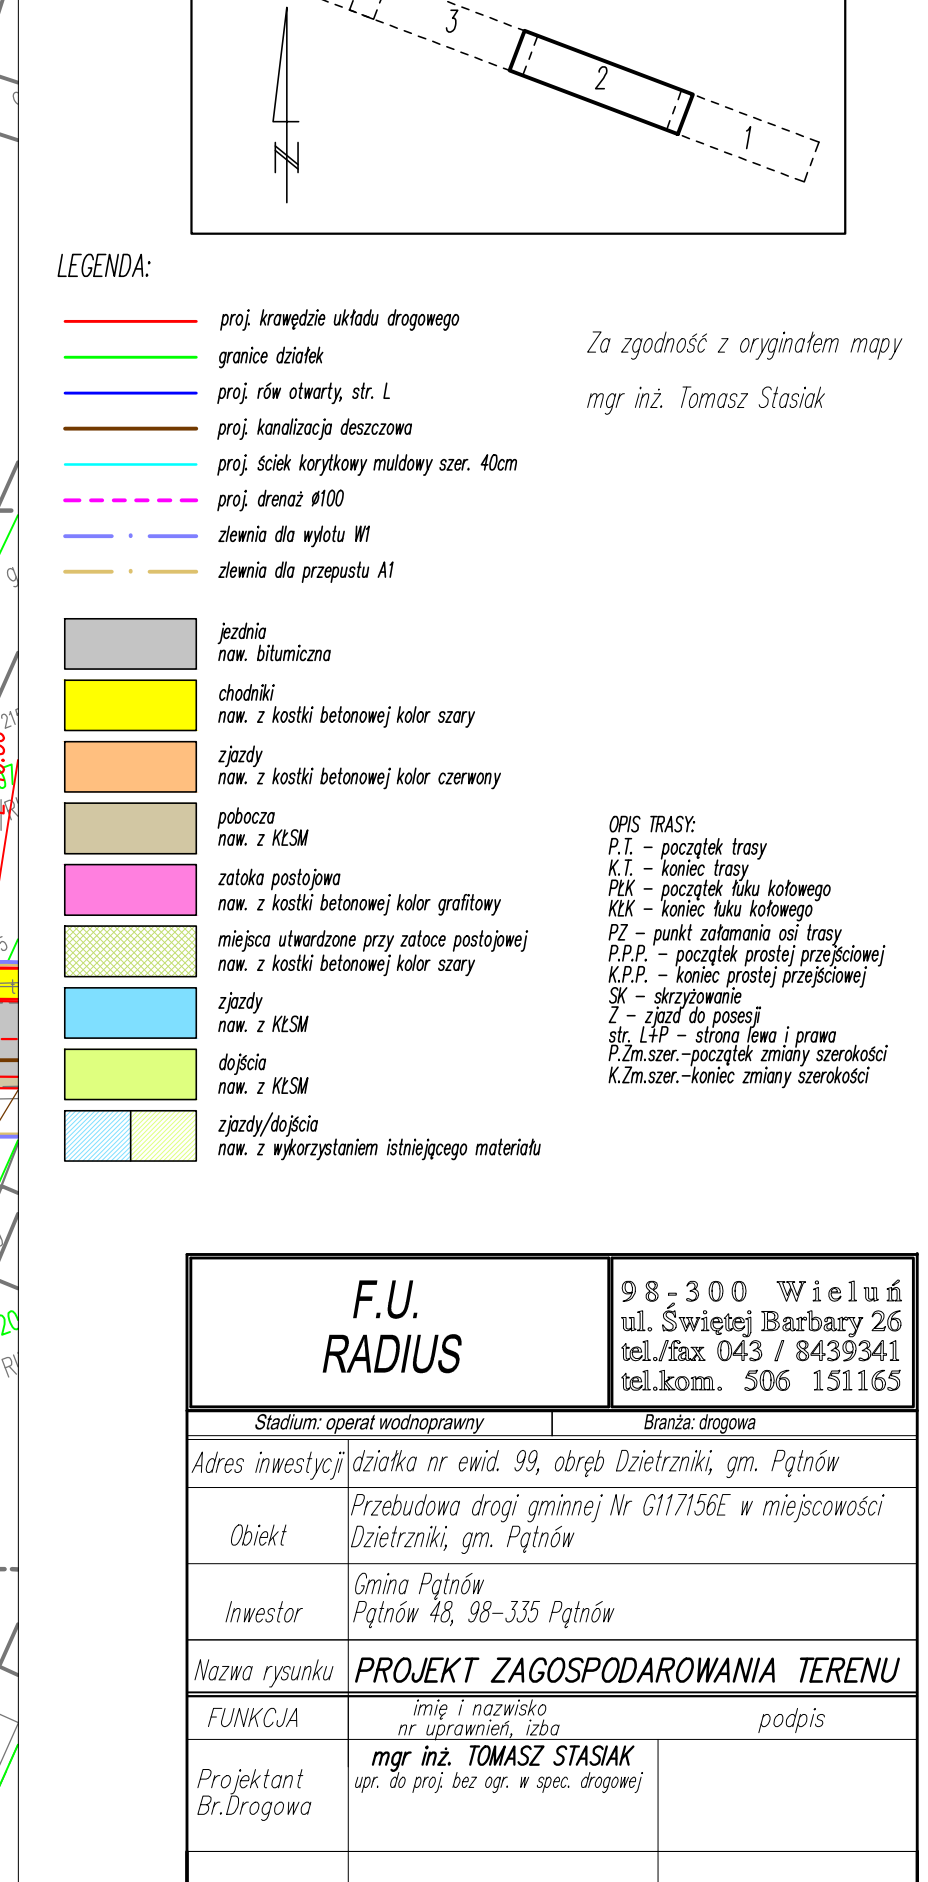 3
2
1
N
LEGENDA:
proj. krawędzie układu drogowego
granice działek
proj. rów otwarty, str. L
proj. kanalizacja deszczowa
proj. ściek korytkowy muldowy szer. 40cm
proj. drenaż ø100
zlewnia dla wylotu W1
zlewnia dla przepustu A1
Za zgodność z oryginałem mapy
mgr inż. Tomasz Stasiak
jezdnia
naw. bitumiczna
chodniki
naw. z kostki betonowej kolor szary
zjazdy
naw. z kostki betonowej kolor czerwony
pobocza
naw. z KŁSM
zatoka postojowa
naw. z kostki betonowej kolor grafitowy
miejsca utwardzone przy zatoce postojowej
naw. z kostki betonowej kolor szary
zjazdy
naw. z KŁSM
dojścia
naw. z KŁSM
zjazdy/dojścia
naw. z wykorzystaniem istniejącego materiału
OPIS TRASY:
P.T. – początek trasy
K.T. – koniec trasy
PŁK – początek łuku kołowego
KŁK – koniec łuku kołowego
PZ – punkt załamania osi trasy
P.P.P. – początek prostej przejściowej
K.P.P. – koniec prostej przejściowej
SK – skrzyżowanie
Z – zjazd do posesji
str. L+P – strona lewa i prawa
P.Zm.szer.–początek zmiany szerokości
K.Zm.szer.–koniec zmiany szerokości
F.U.
RADIUS
98-300 Wieluń
ul. Świętej Barbary 26
tel./fax 043 / 8439341
tel.kom. 506 151165
Stadium: operat wodnoprawny
Branża: drogowa
Adres inwestycji
działka nr ewid. 99, obręb Dzietrzniki, gm. Pątnów
Obiekt
Przebudowa drogi gminnej Nr G117156E w miejscowości
Dzietrzniki, gm. Pątnów
Inwestor
Gmina Pątnów
Pątnów 48, 98–335 Pątnów
Nazwa rysunku
PROJEKT ZAGOSPODAROWANIA TERENU
FUNKCJA
imię i nazwisko
nr uprawnień, izba
podpis
Projektant
Br.Drogowa
mgr inż. TOMASZ STASIAK
upr. do proj. bez ogr. w spec. drogowej